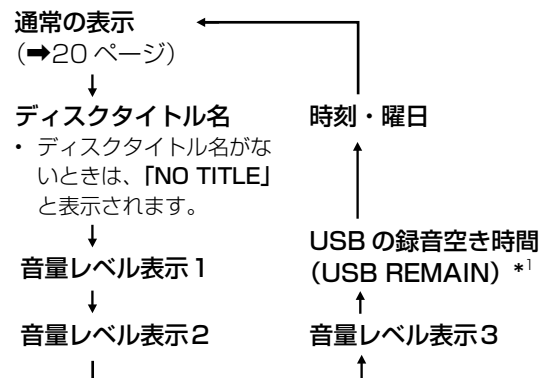 通常の表示
(➡20 ページ)
ディスクタイトル名
• ディスクタイトル名がな
いときは、「NO TITLE」
と表示されます。
音量レベル表示1
音量レベル表示2
音量レベル表示3
USB の録音空き時間
(USB REMAIN) *1
時刻・曜日